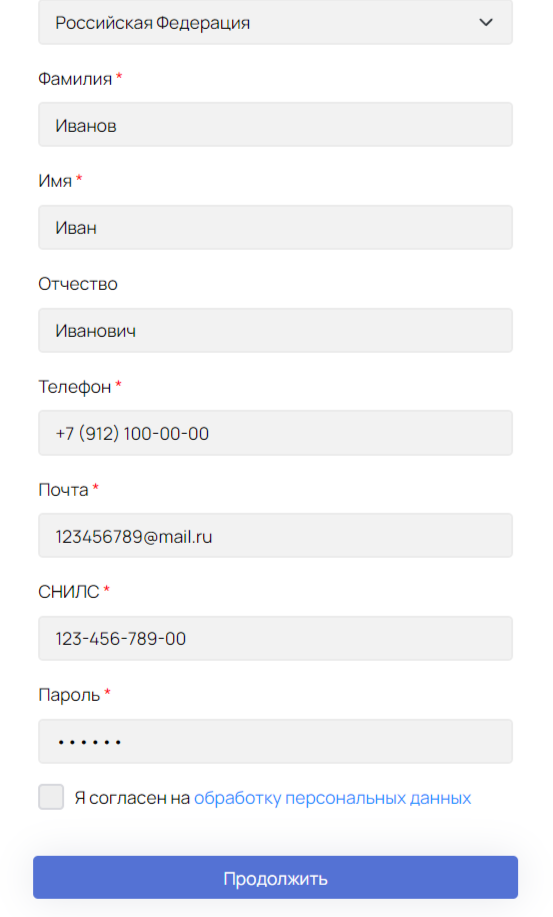 Российская Федерация
Фамилия *
Иванов
Имя *
Иван
Отчество
Иванович
Телефон *
+7 (912) 100-00-00
Почта *
123456789@mail.ru
СНИЛС *
123-456-789-00
Пароль *
••••••
Я согласен на обработку персональных данных
Продолжить